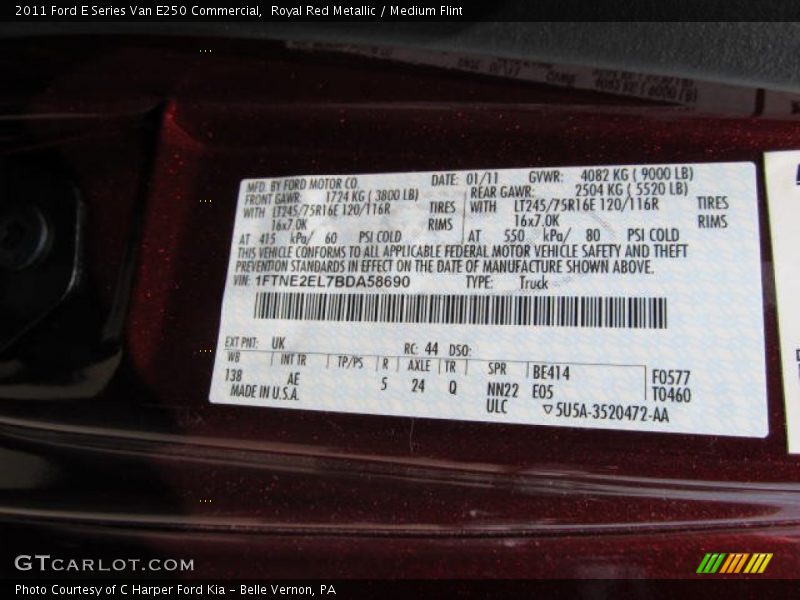 2011 Ford E Series Van E250 Commercial, Royal Red Metallic / Medium Flint
MFD. BY FORD MOTOR CO. DATE: 01/11 GVWR: 4082 KG ( 9000 LB)
FRONT GAWR: 1724 KG ( 3800 LB) REAR GAWR: 2504 KG ( 5520 LB)
WITH LT245/75R16E 120/116R TIRES WITH LT245/75R16E 120/116R TIRES
16x7.0K RIMS 16x7.0K RIMS
AT 415 kPa/ 60 PSI COLD AT 550 kPa/ 80 PSI COLD
THIS VEHICLE CONFORMS TO ALL APPLICABLE FEDERAL MOTOR VEHICLE SAFETY AND THEFT
PREVENTION STANDARDS IN EFFECT ON THE DATE OF MANUFACTURE SHOWN ABOVE.
VIN: 1FTNE2EL7BDA58690 TYPE: Truck
EXT PNT: UK RC: 44 DSO:
WB INT TR TP/PS R AXLE TR SPR BE414 F0577
138 AE 5 24 Q NN22 E05 T0460
MADE IN U.S.A. ULC ▽5U5A-3520472-AA
GTCARLOT.COM
Photo Courtesy of C Harper Ford Kia - Belle Vernon, PA